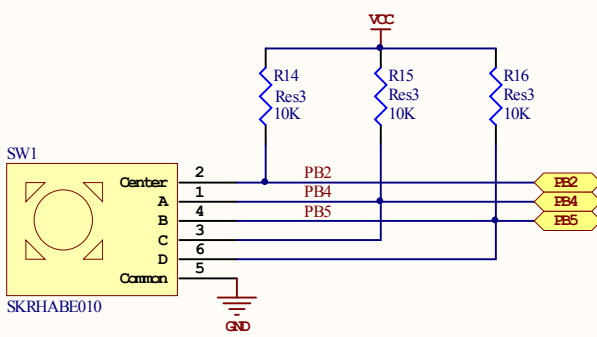 VCC
R14
Res3
10K
R15
Res3
10K
R16
Res3
10K
SW1
Center 2 PB2 PB2
A 1 PB4 PB4
B 4 PB5 PB5
C 3
D 6
Common 5
SKRHABE010
GND